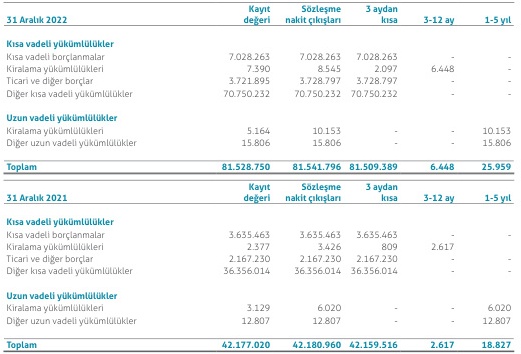 Kayıt Sözleşme 3 aydan
31 Aralık 2022 değeri nakit çıkışları kısa 3-12 ay 1-5 yıl
Kısa vadeli yükümlülükler
Kısa vadeli borçlanmalar 7.028.263 7.028.263 7.028.263 - -
Kiralama yükümlülükleri 7.390 8.545 2.097 6.448 -
Ticari ve diğer borçlar 3.721.895 3.728.797 3.728.797 - -
Diğer kısa vadeli yükümlülükler 70.750.232 70.750.232 70.750.232 - -
Uzun vadeli yükümlülükler
Kiralama yükümlülükleri 5.164 10.153 - - 10.153
Diğer uzun vadeli yükümlülükler 15.806 15.806 - - 15.806
Toplam 81.528.750 81.541.796 81.509.389 6.448 25.959
Kayıt Sözleşme 3 aydan
31 Aralık 2021 değeri nakit çıkışları kısa 3-12 ay 1-5 yıl
Kısa vadeli yükümlülükler
Kısa vadeli borçlanmalar 3.635.463 3.635.463 3.635.463 - -
Kiralama yükümlülükleri 2.377 3.426 809 2.617
Ticari ve diğer borçlar 2.167.230 2.167.230 2.167.230 - -
Diğer kısa vadeli yükümlülükler 36.356.014 36.356.014 36.356.014 - -
Uzun vadeli yükümlülükler
Kiralama yükümlülükleri 3.129 6.020 - - 6.020
Diğer uzun vadeli yükümlülükler 12.807 12.807 - - 12.807
Toplam 42.177.020 42.180.960 42.159.516 2.617 18.827